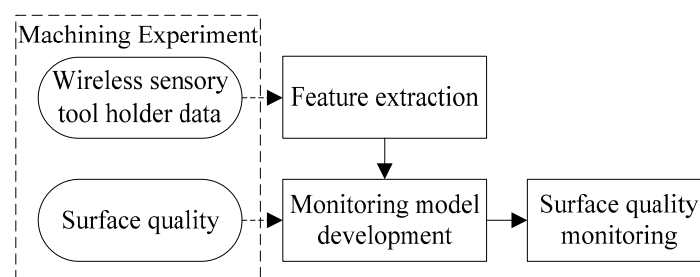 Machining Experiment
Wireless sensory
tool holder data
Feature extraction
Surface quality
Monitoring model
development
Surface quality
monitoring